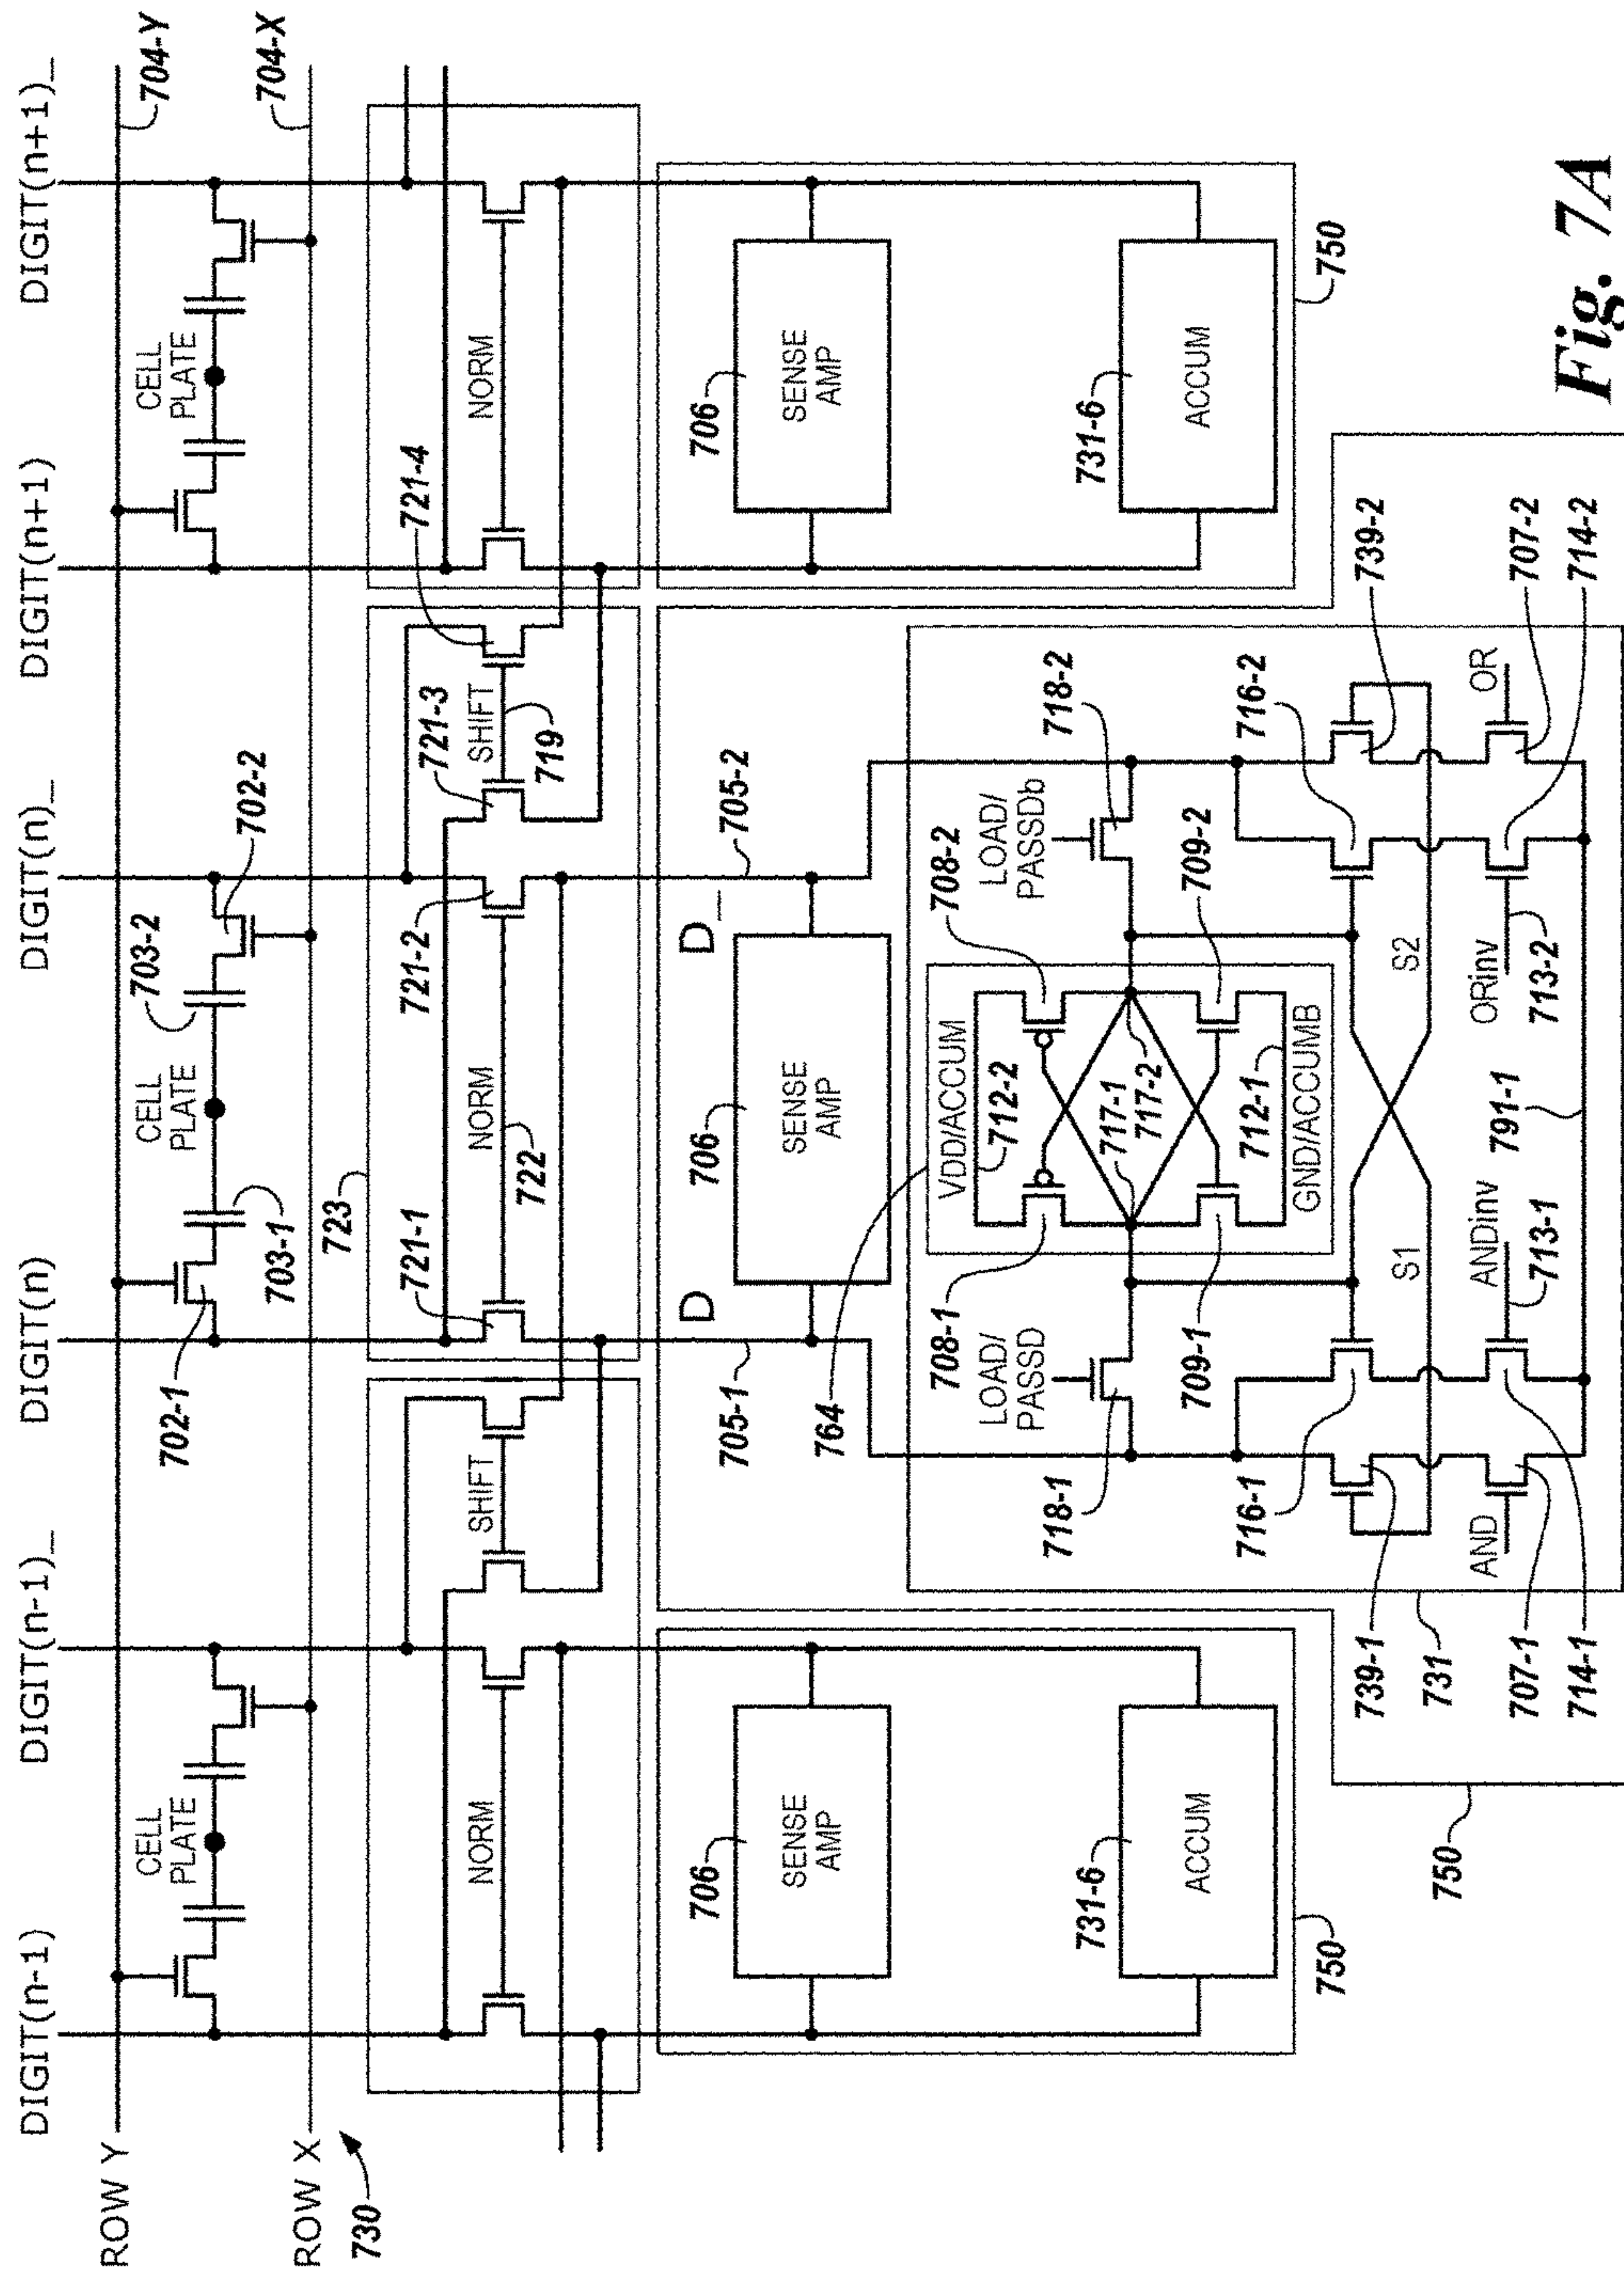 DIGIT(n-1)
DIGIT(n-1)_
DIGIT(n)
DIGIT(n)_
DIGIT(n+1)
DIGIT(n+1)_
ROW Y
704-Y
CELL
PLATE
702-1
CELL
PLATE
703-2
702-2
CELL
PLATE
703-1
ROW X
704-X
730
723
NORM
SHIFT
721-1
NORM
722
721-2
721-3
SHIFT
719
721-4
NORM
D
D_
706
SENSE
AMP
705-1
706
SENSE
AMP
705-2
706
SENSE
AMP
764
731-6
ACCUM
731-6
ACCUM
718-1
LOAD/
PASSD
708-1
VDD/ACCUM
712-2
708-2
LOAD/
PASSDb
718-2
717-1
717-2
709-1
712-1
GND/ACCUMB
709-2
716-1
716-2
750
750
739-1
739-2
S1
S2
731
750
AND
ANDinv
713-1
ORinv
713-2
OR
707-1
707-2
791-1
714-1
714-2
Fig. 7A